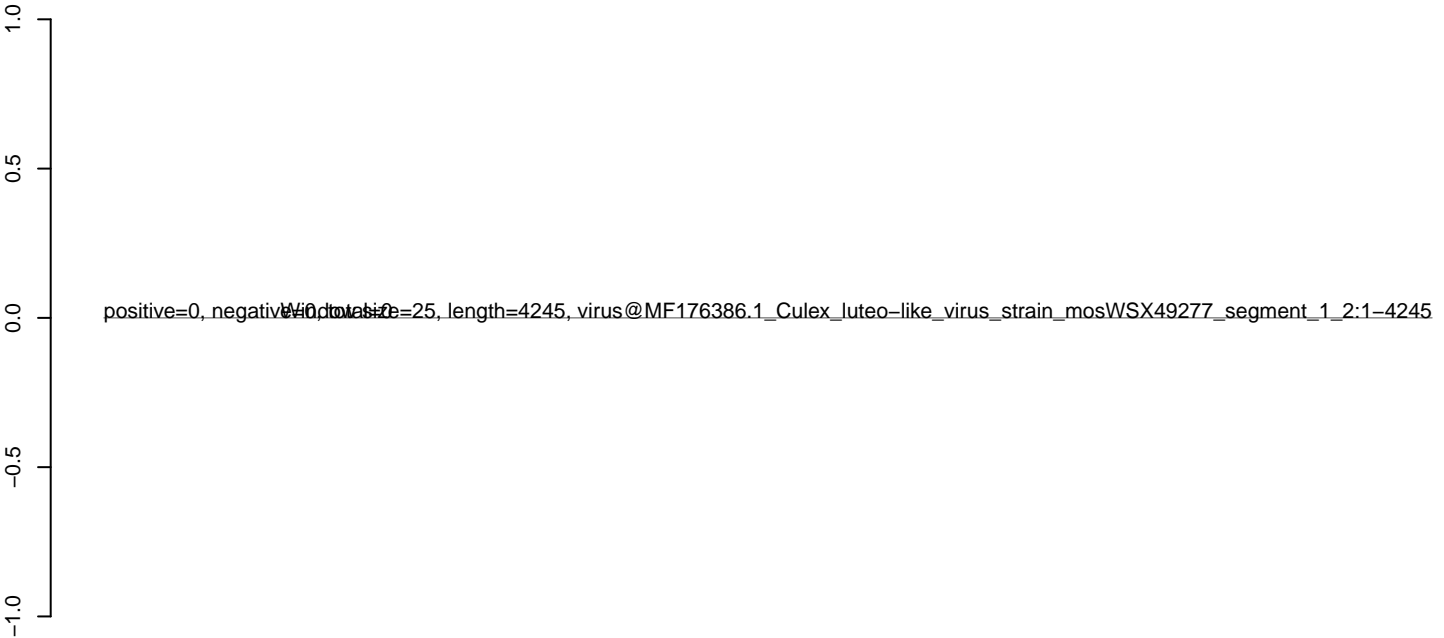 1.0
0.5
0.0
−0.5
−1.0
positive=0, negative=0, total=0
Window size=25, length=4245, virus@MF176386.1_Culex_luteo−like_virus_strain_mosWSX49277_segment_1_2:1−4245